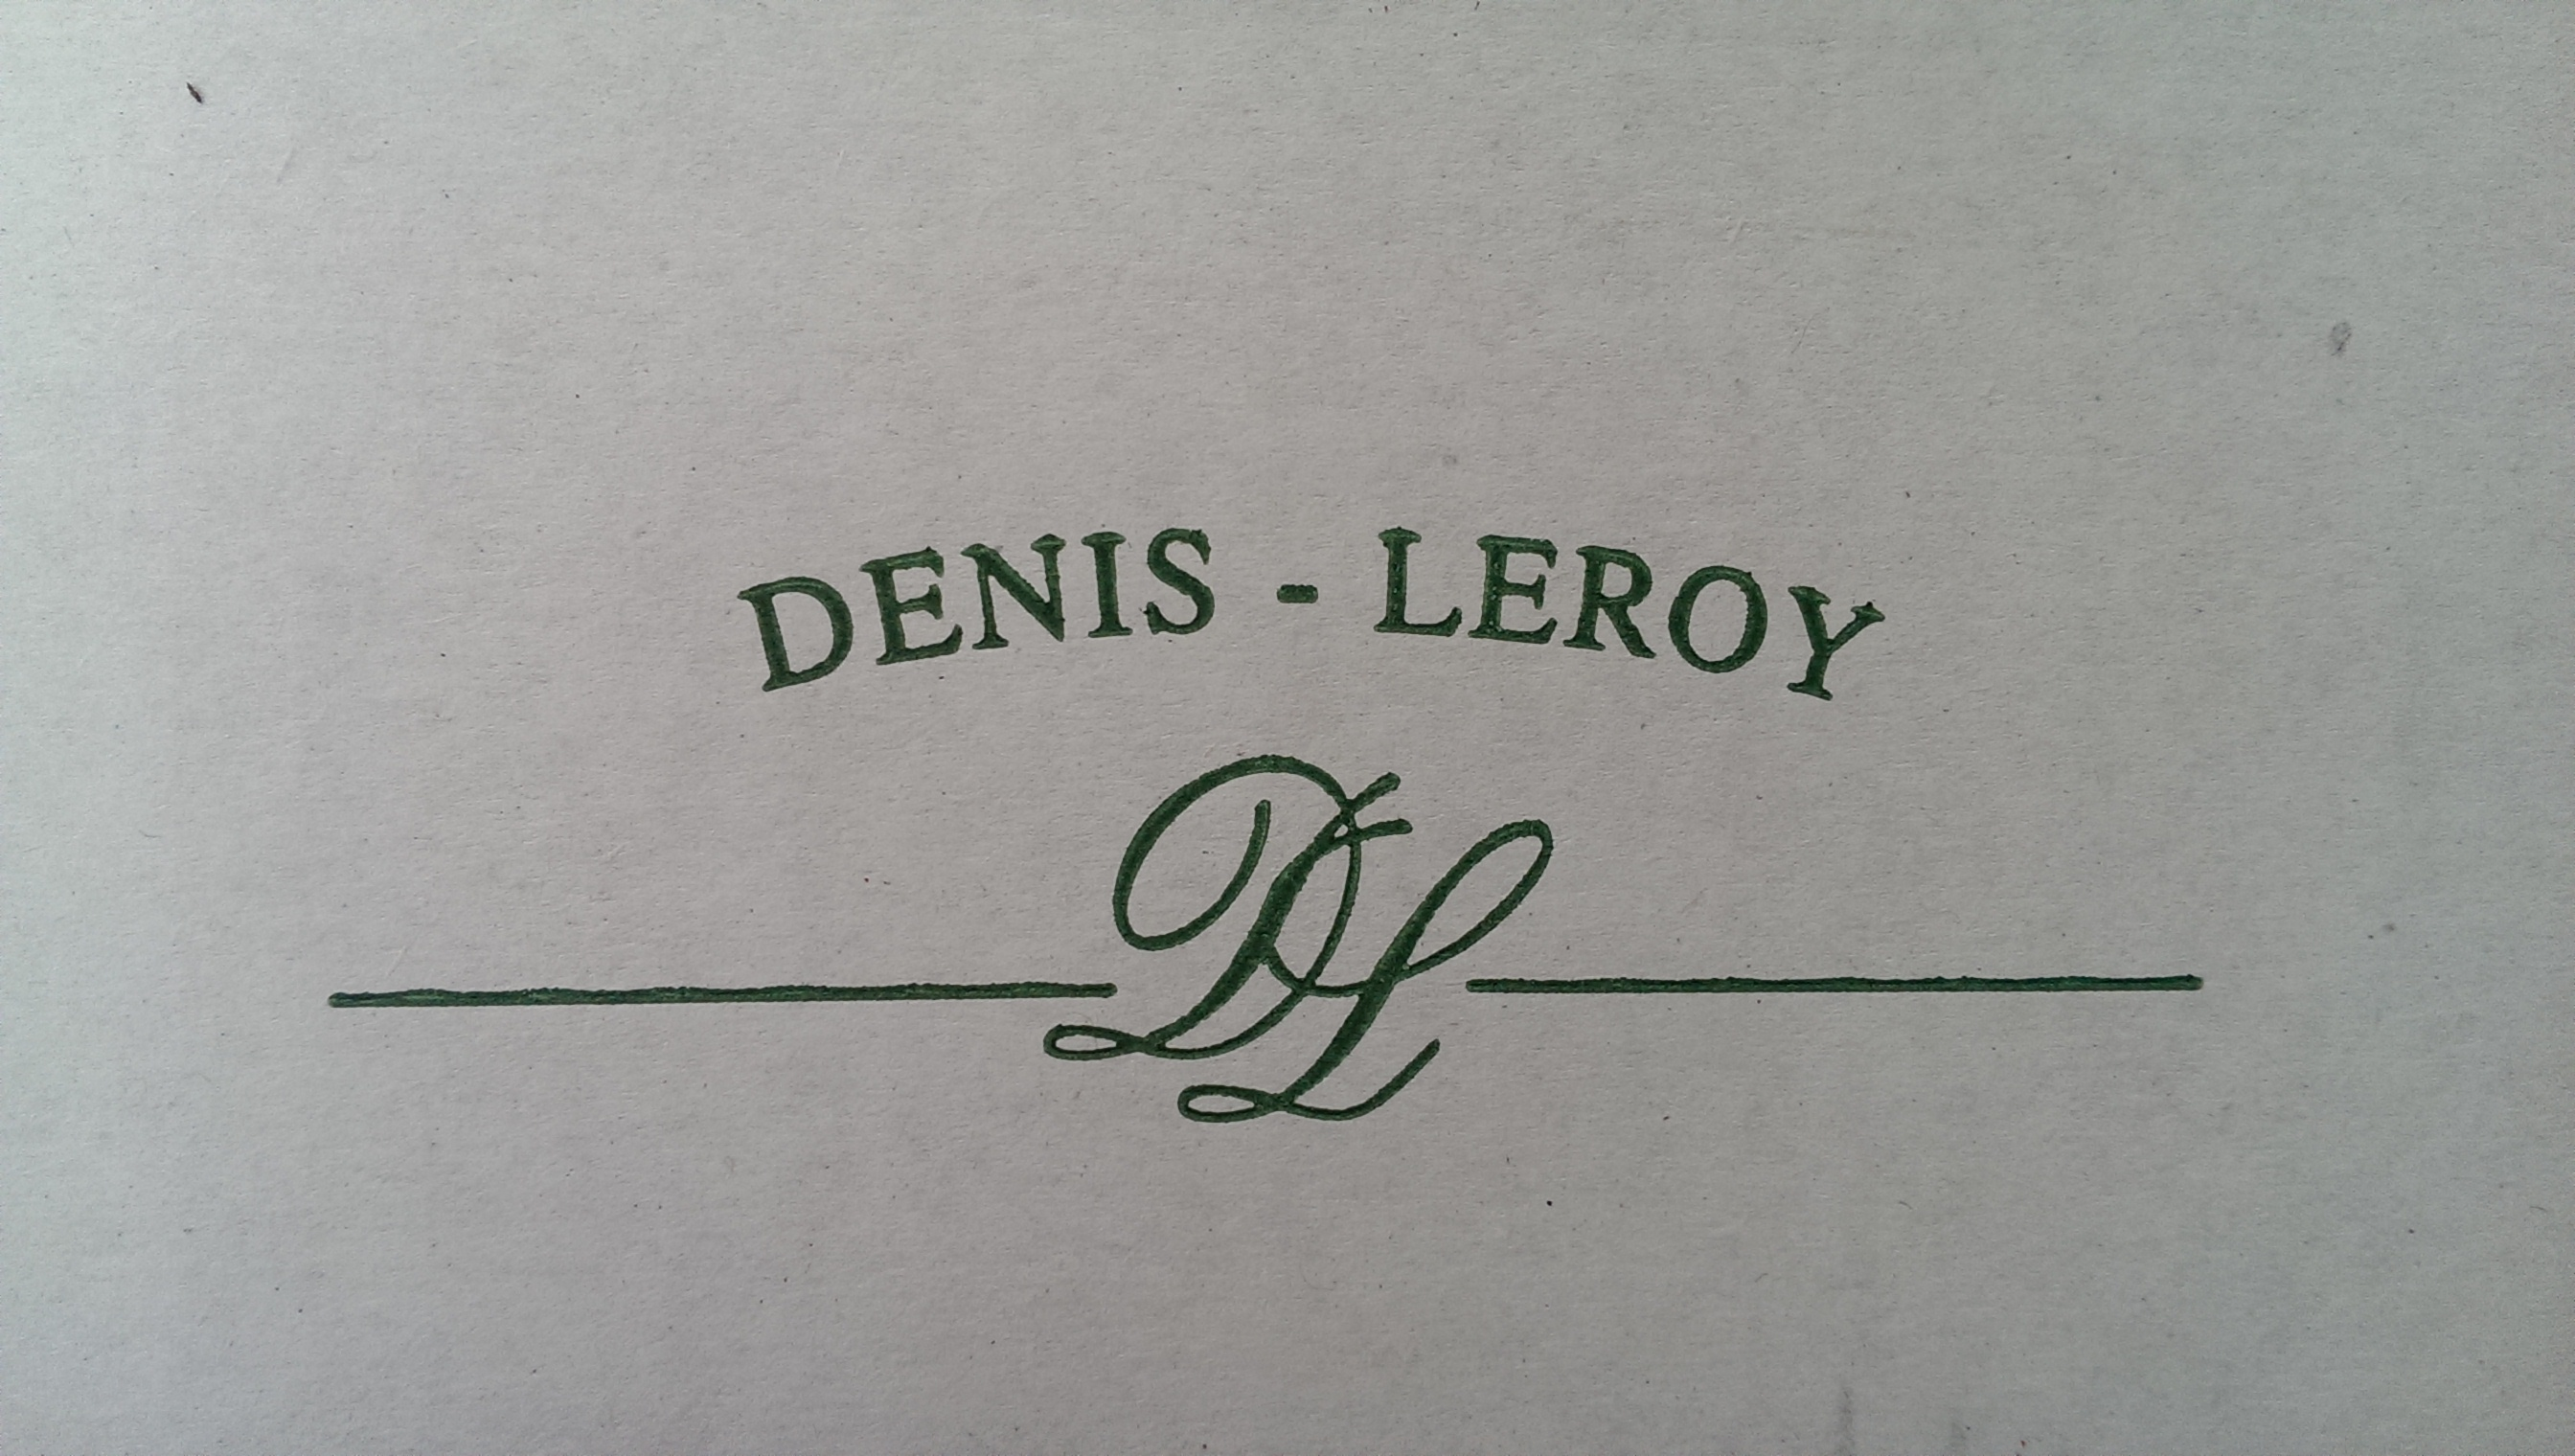 DENIS - LEROY
DL